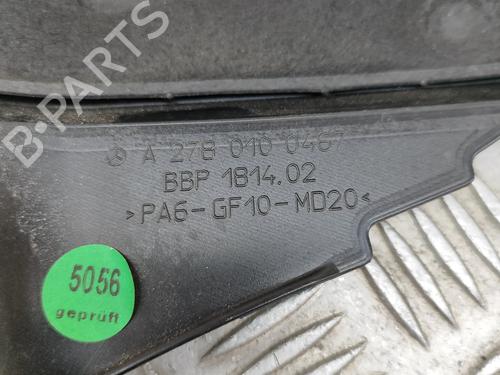 B-PARTS
A 278 010 0467
BBP 1814.02
>PA6-GF10-MD20<
5056
geprüft